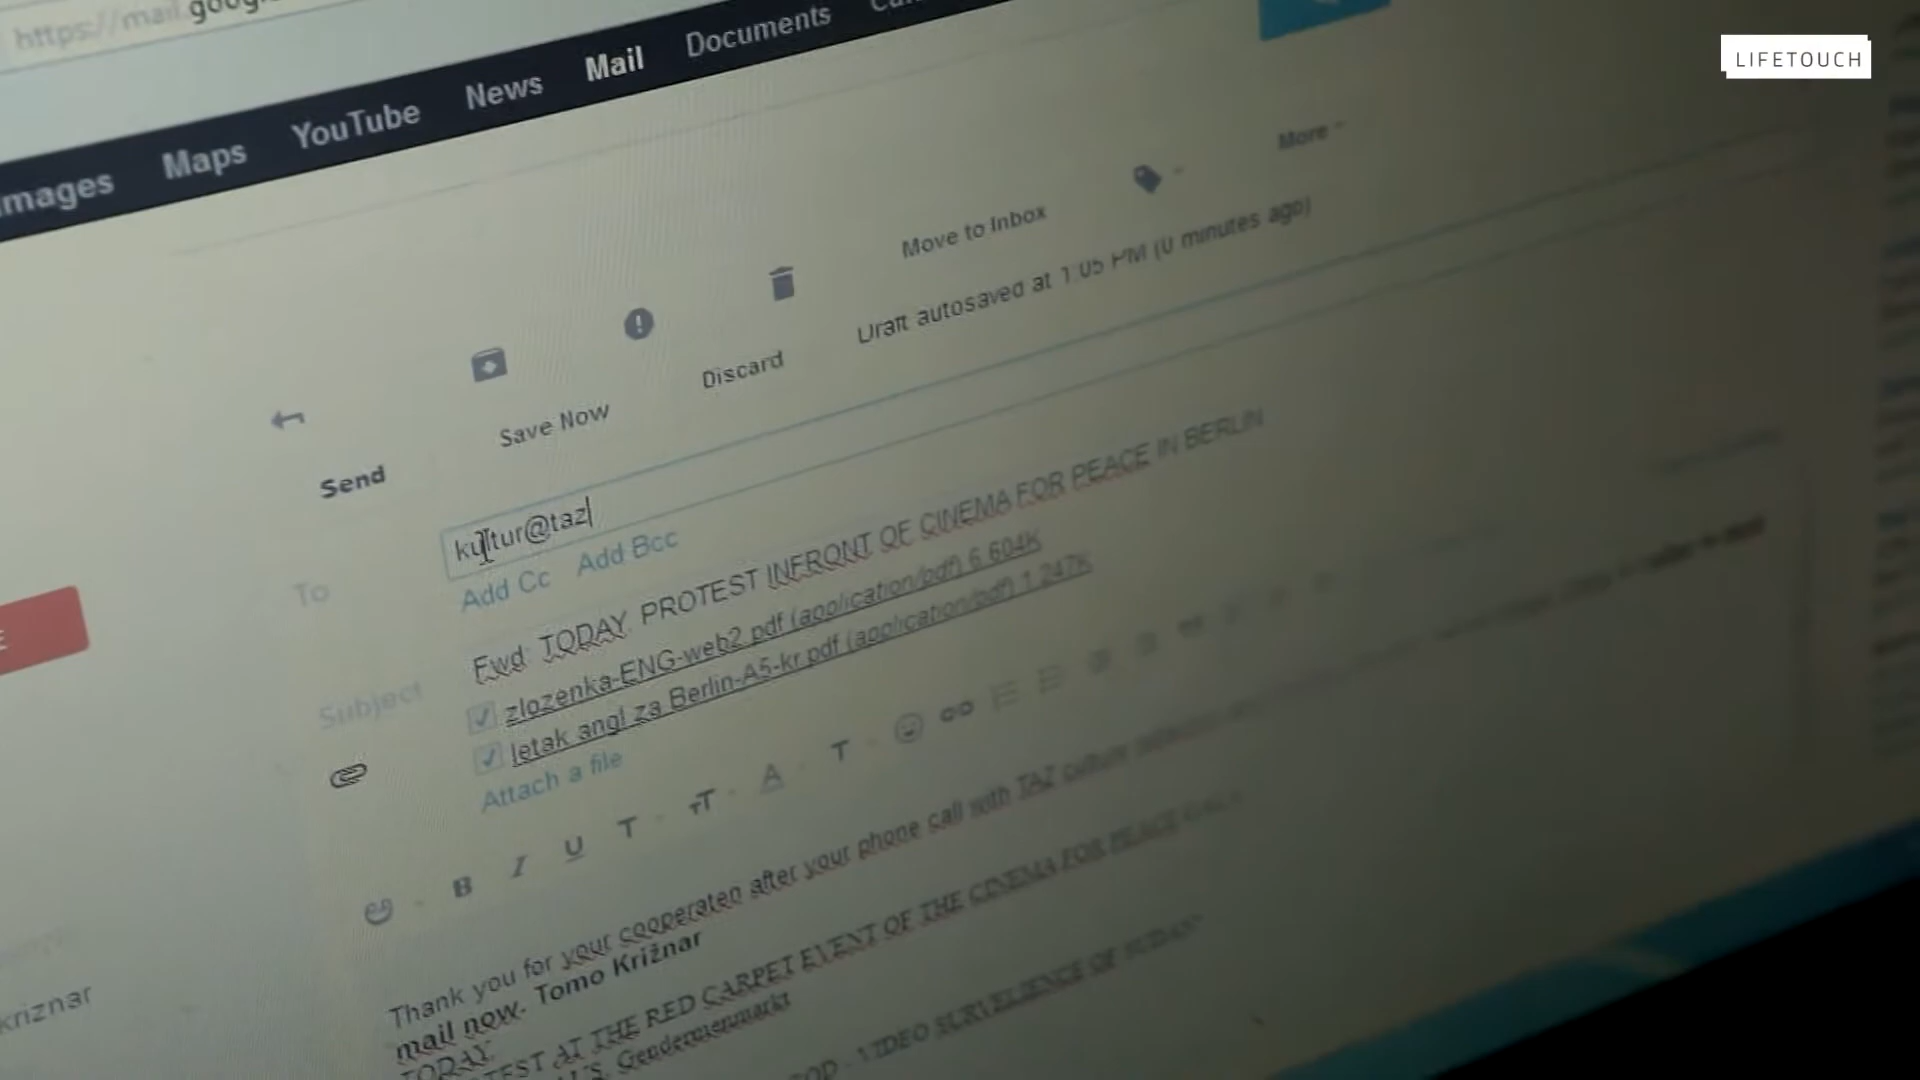 https://mail.goog
Images Maps YouTube News Mail Documents
LIFETOUCH
More
Move to Inbox
Send Save Now Discard Draft autosaved at 1:05 PM (0 minutes ago)
To kultur@taz
Add Cc Add Bcc
Subject Fwd: TODAY. PROTEST INFRONT OF CINEMA FOR PEACE IN BERLIN
zlozenka-ENG-web2.pdf (application/pdf) 6 604K
letak angl za Berlin-A5-kr.pdf (application/pdf) 1 247K
Attach a file
B I U T T A T
Thank you for your cooperaten after your phone call with TAZ culture
mail now. Tomo Križnar
TODAY.
TEST AT THE RED CARPET EVENT OF THE CINEMA FOR PEACE
Gendermenmarkt
VIDEO SURVELIENCE OF SUDAN
kriznar